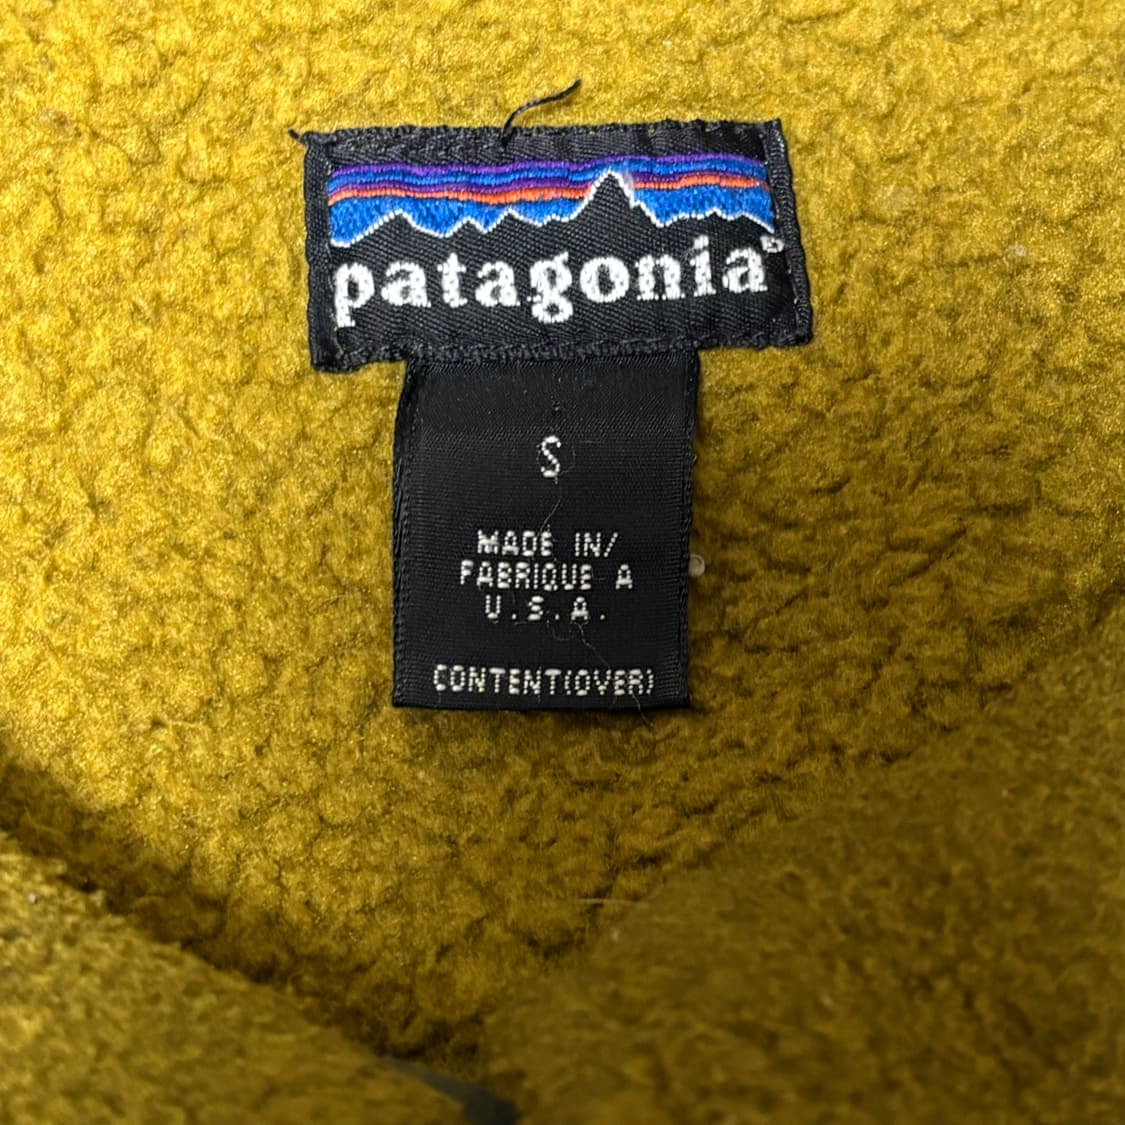 patagonia®
S
MADE IN/
FABRIQUE A
U.S.A.
CONTENT(OVER)